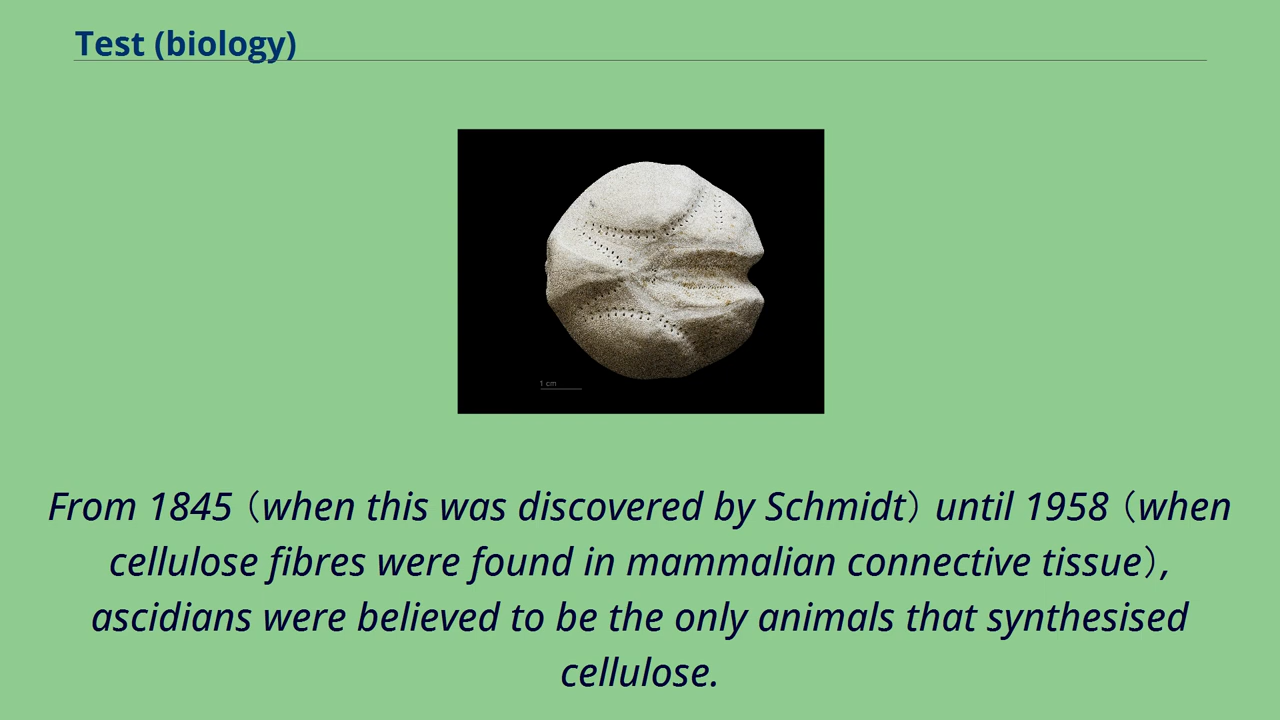 Test (biology)
1 cm
From 1845 (when this was discovered by Schmidt) until 1958 (when
cellulose fibres were found in mammalian connective tissue),
ascidians were believed to be the only animals that synthesised
cellulose.